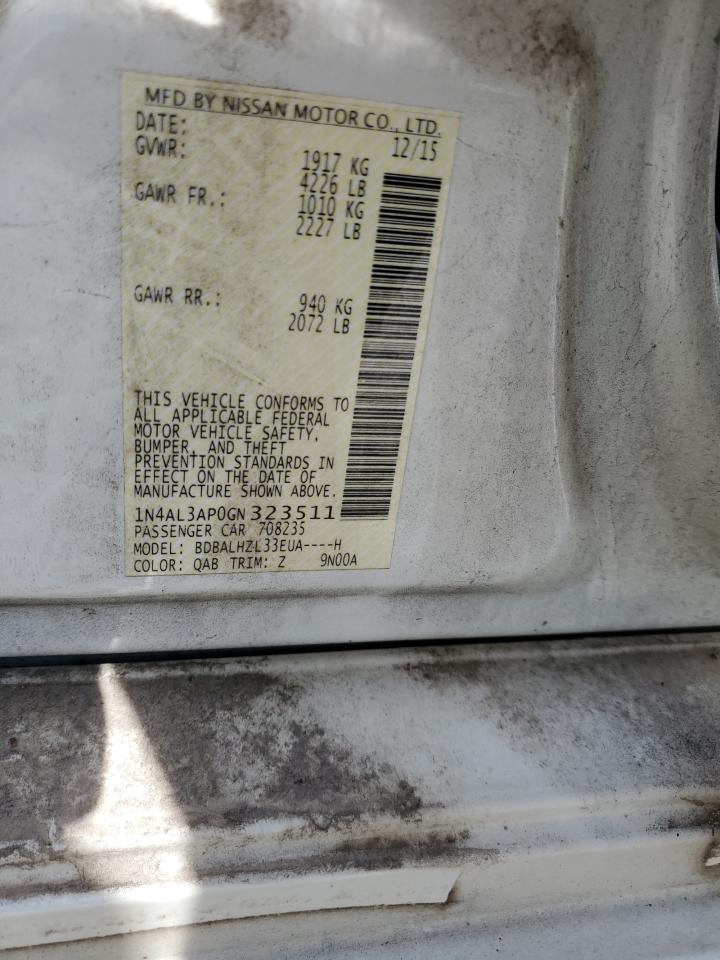 MFD BY NISSAN MOTOR CO., LTD.
DATE: 12/15
GVWR: 1917 KG
4226 LB
GAWR FR.: 1010 KG
2227 LB
GAWR RR.: 940 KG
2072 LB
THIS VEHICLE CONFORMS TO
ALL APPLICABLE FEDERAL
MOTOR VEHICLE SAFETY,
BUMPER, AND THEFT
PREVENTION STANDARDS IN
EFFECT ON THE DATE OF
MANUFACTURE SHOWN ABOVE.
1N4AL3AP0GN323511
PASSENGER CAR 708235
MODEL: BDBALHZL33EUA----H
COLOR: QAB TRIM: Z 9N00A